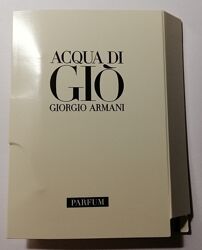 ACQUA DI
GIÒ
GIORGIO ARMANI
PARFUM